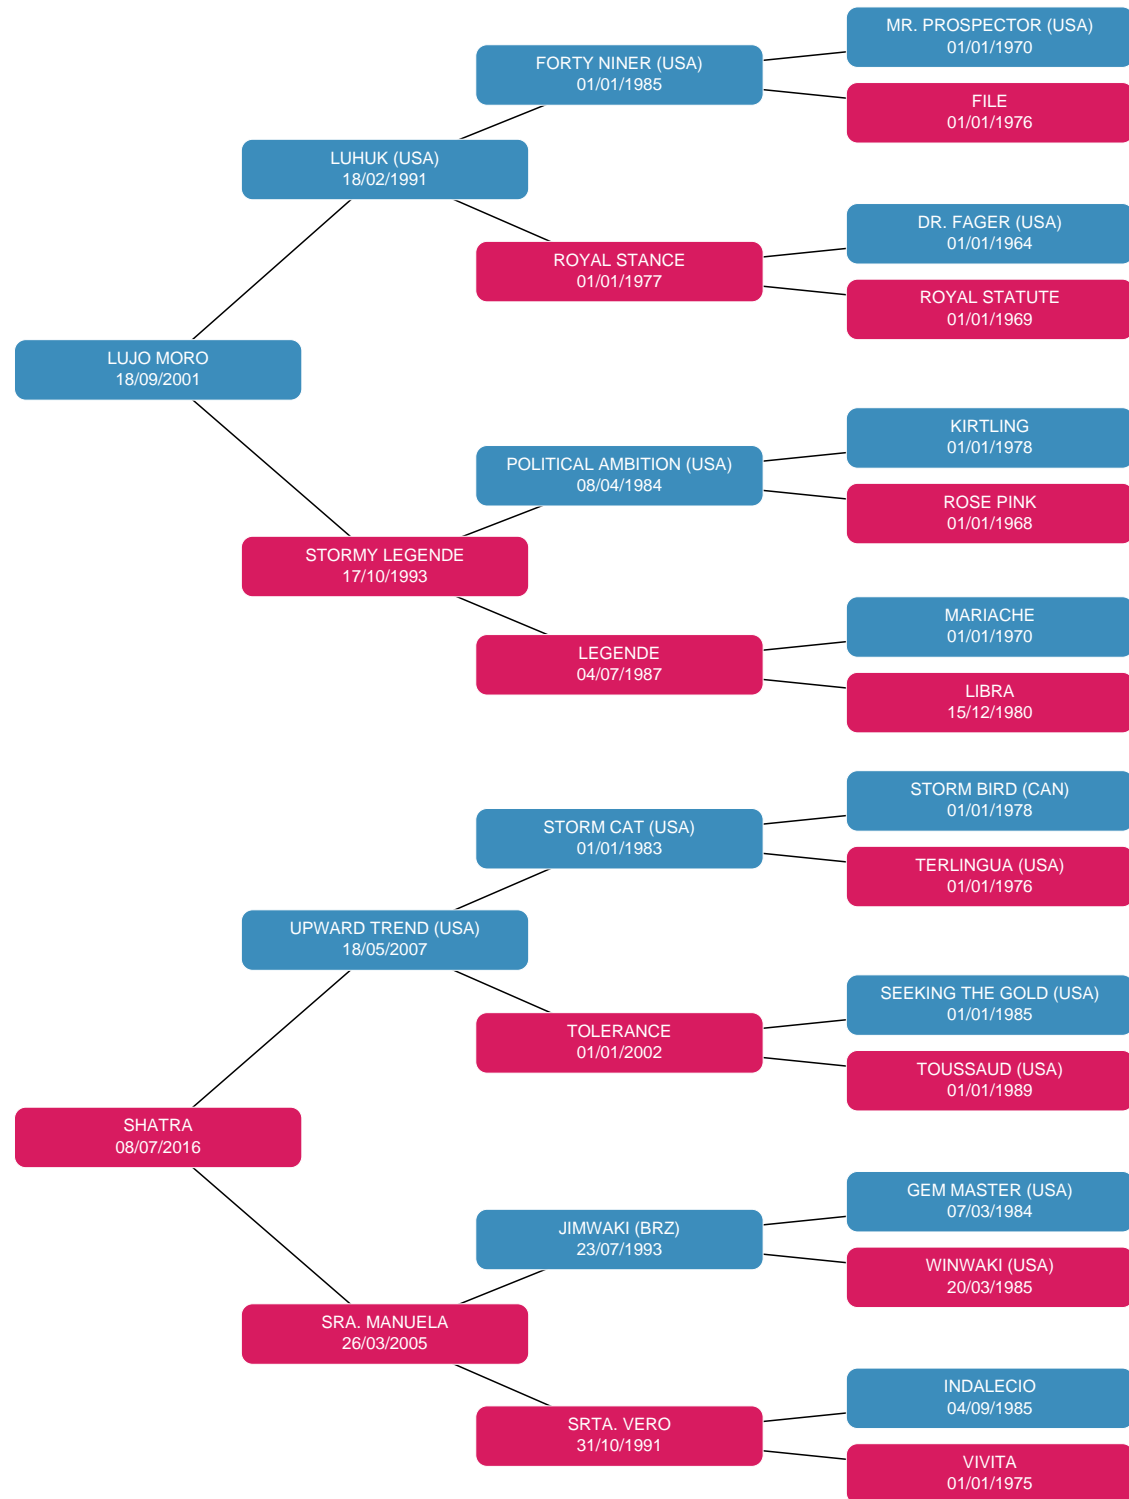 MR. PROSPECTOR (USA)
01/01/1970
FORTY NINER (USA)
01/01/1985
FILE
01/01/1976
LUHUK (USA)
18/02/1991
DR. FAGER (USA)
01/01/1964
ROYAL STANCE
01/01/1977
ROYAL STATUTE
01/01/1969
LUJO MORO
18/09/2001
KIRTLING
01/01/1978
POLITICAL AMBITION (USA)
08/04/1984
ROSE PINK
01/01/1968
STORMY LEGENDE
17/10/1993
MARIACHE
01/01/1970
LEGENDE
04/07/1987
LIBRA
15/12/1980
STORM BIRD (CAN)
01/01/1978
STORM CAT (USA)
01/01/1983
TERLINGUA (USA)
01/01/1976
UPWARD TREND (USA)
18/05/2007
SEEKING THE GOLD (USA)
01/01/1985
TOLERANCE
01/01/2002
TOUSSAUD (USA)
01/01/1989
SHATRA
08/07/2016
GEM MASTER (USA)
07/03/1984
JIMWAKI (BRZ)
23/07/1993
WINWAKI (USA)
20/03/1985
SRA. MANUELA
26/03/2005
INDALECIO
04/09/1985
SRTA. VERO
31/10/1991
VIVITA
01/01/1975